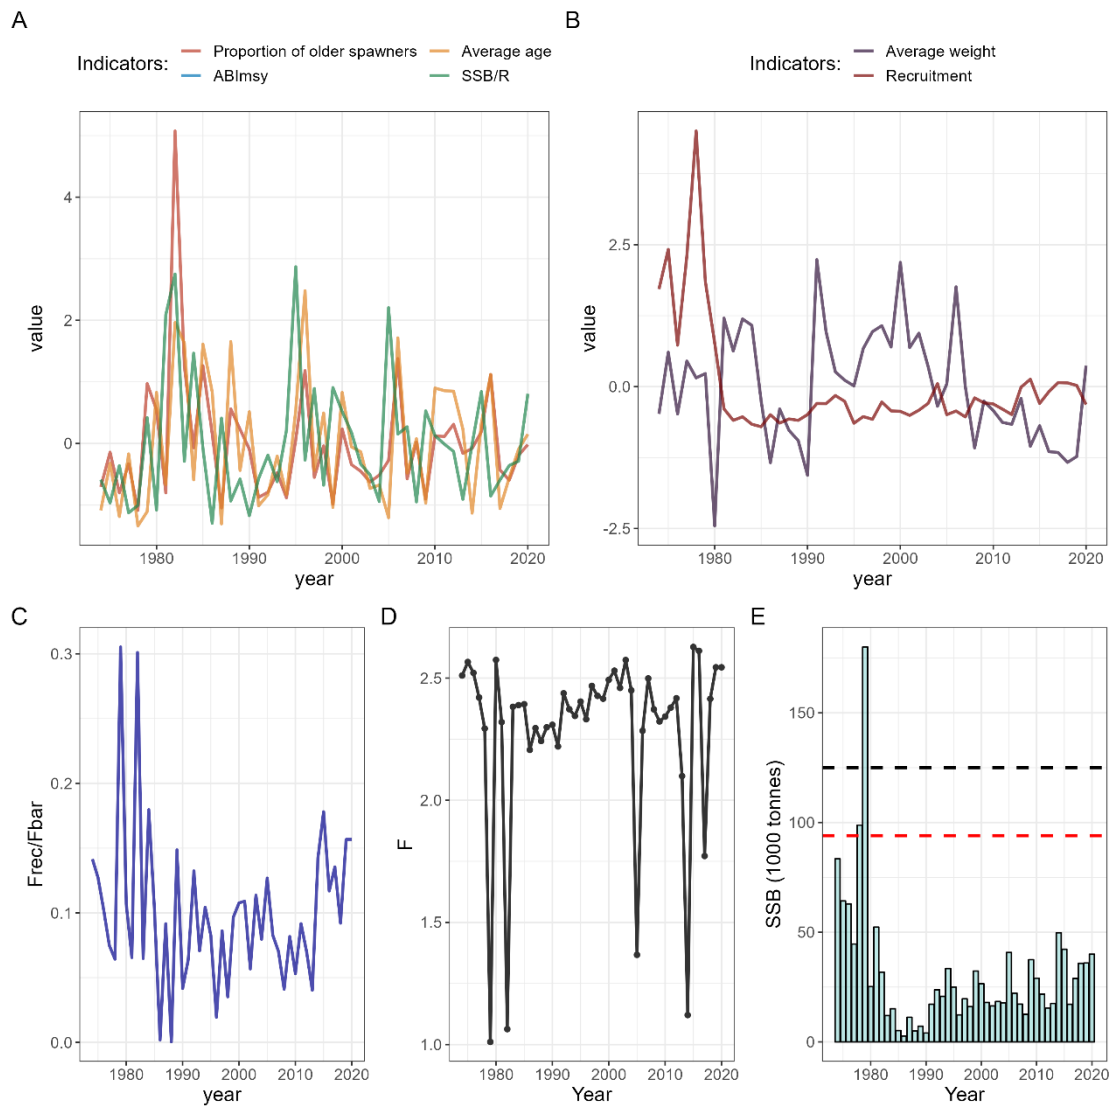 A
Indicators:
Proportion of older spawners
Average age
ABImsy
SSB/R
value
4
2
0
1980
1990
2000
2010
2020
year
B
Indicators:
Average weight
Recruitment
value
2.5
0.0
-2.5
1980
1990
2000
2010
2020
year
C
Frec/Fbar
0.3
0.2
0.1
0.0
1980
1990
2000
2010
2020
year
D
F
2.5
2.0
1.5
1.0
1980
1990
2000
2010
2020
Year
E
SSB (1000 tonnes)
150
100
50
0
1980
1990
2000
2010
2020
Year